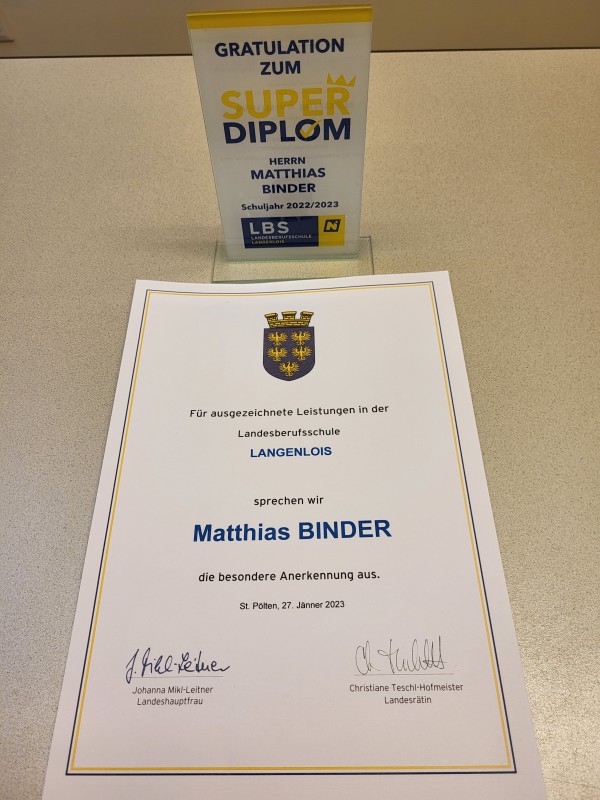 GRATULATION
ZUM
SUPER
DIPLOM
HERRN
MATTHIAS
BINDER
Schuljahr 2022/2023
LBS
LANDESBERUFSSCHULE
LANGENLOIS
N
Für ausgezeichnete Leistungen in der
Landesberufsschule
LANGENLOIS
sprechen wir
Matthias BINDER
die besondere Anerkennung aus.
St. Pölten, 27. Jänner 2023
J. Mikl-Leitner
Johanna Mikl-Leitner
Landeshauptfrau
Christiane Teschl-Hofmeister
Landesrätin